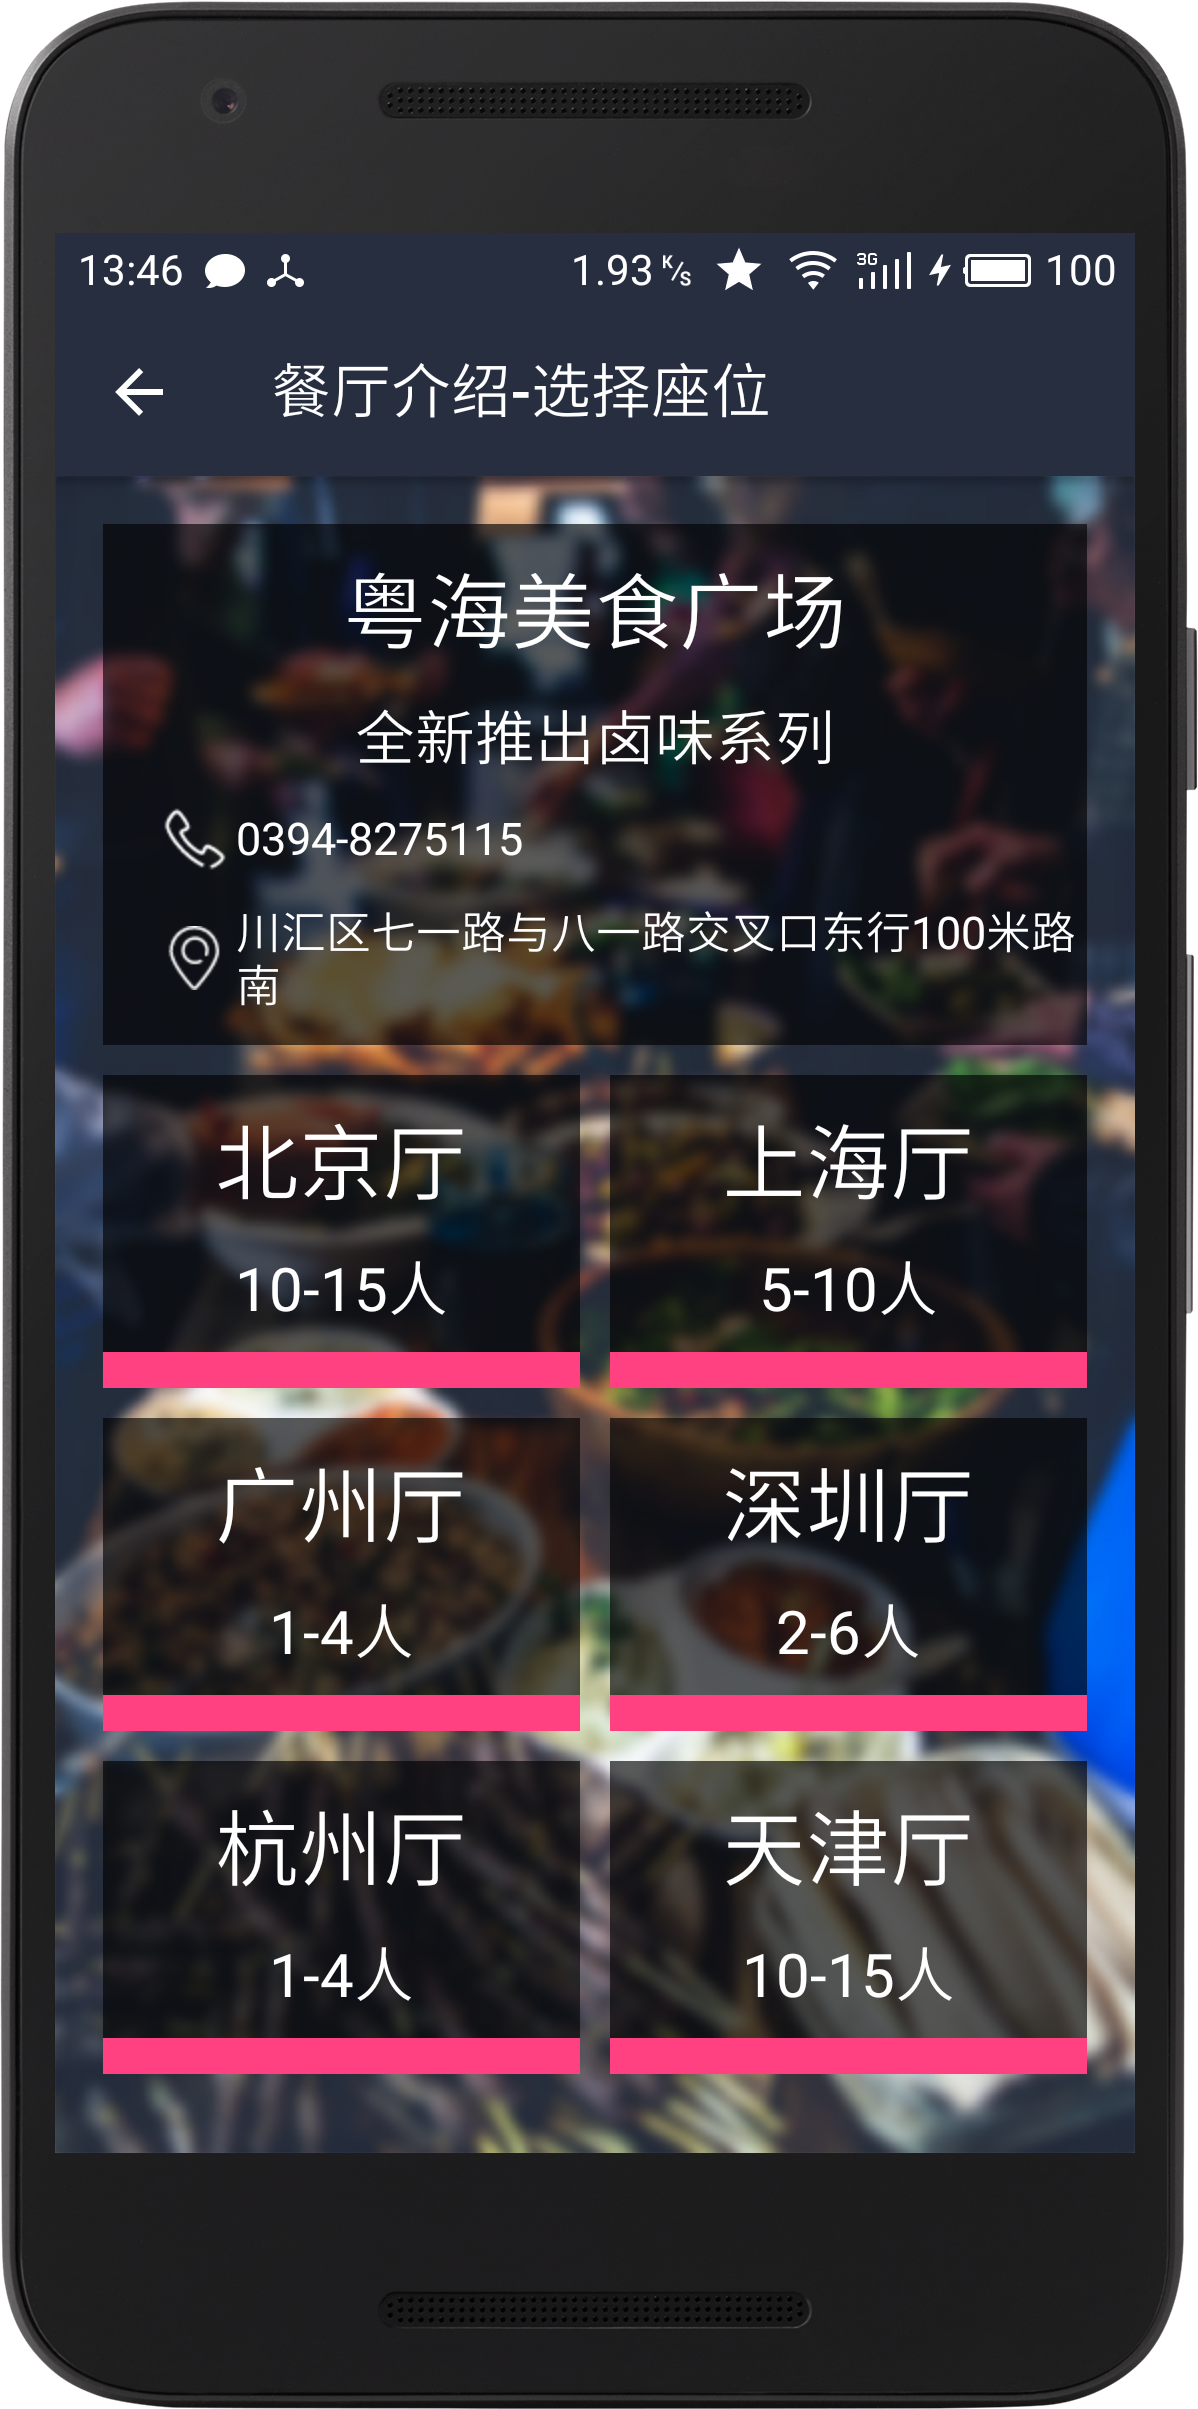 13:46 1.93 K/s 3G 100
餐厅介绍-选择座位
粤海美食广场
全新推出卤味系列
0394-8275115
川汇区七一路与八一路交叉口东行100米路
南
北京厅 上海厅
10-15人 5-10人
广州厅 深圳厅
1-4人 2-6人
杭州厅 天津厅
1-4人 10-15人